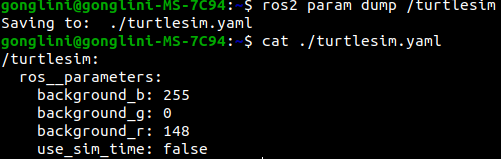 gonglini@gonglini-MS-7C94:~$ ros2 param dump /turtlesim
Saving to:  ./turtlesim.yaml
gonglini@gonglini-MS-7C94:~$ cat ./turtlesim.yaml
/turtlesim:
  ros__parameters:
    background_b: 255
    background_g: 0
    background_r: 148
    use_sim_time: false